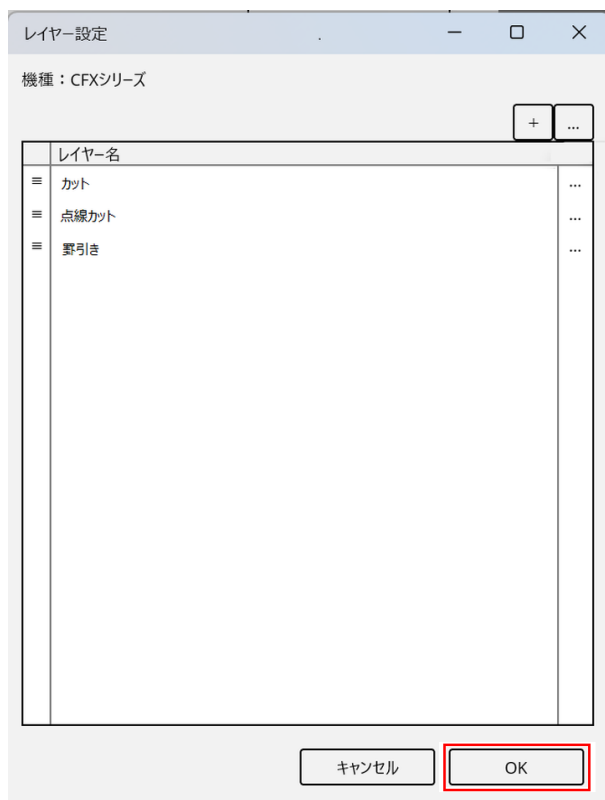 レイヤー設定
機種：CFXシリーズ
+ ...
レイヤー名
≡ カット ...
≡ 点線カット ...
≡ 罫引き ...
キャンセル OK